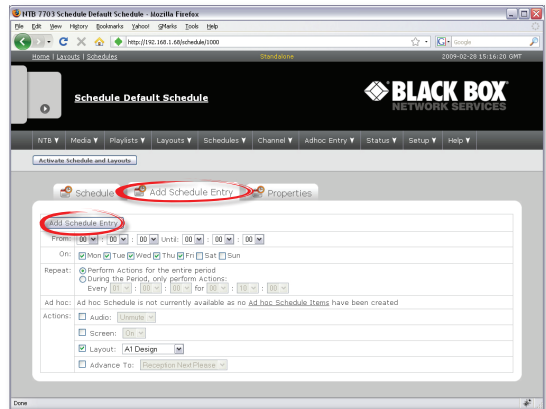 NTB 7703 Schedule Default Schedule - Mozilla Firefox
File Edit View History Bookmarks Yahoo! GMarks Tools Help
http://192.168.1.68/schedule/1000
Google
Home | Layouts | Schedules
Standalone
2009-02-28 15:16:20 GMT
Schedule Default Schedule
BLACK BOX
NETWORK SERVICES
NTB Media Playlists Layouts Schedules Channel Adhoc Entry Status Setup Help
Activate Schedule and Layouts
Schedule Add Schedule Entry Properties
Add Schedule Entry
From: 00 : 00 : 00 Until: 00 : 00 : 00
On: Mon Tue Wed Thu Fri Sat Sun
Repeat: Perform Actions for the entire period
During the Period, only perform Actions:
Every 01 : 00 : 00 for 00 : 10 : 00
Ad hoc: Ad hoc Schedule is not currently available as no Ad hoc Schedule Items have been created
Actions: Audio: Unmute
Screen: On
Layout: A1 Design
Advance To: Reception Next Please
Done